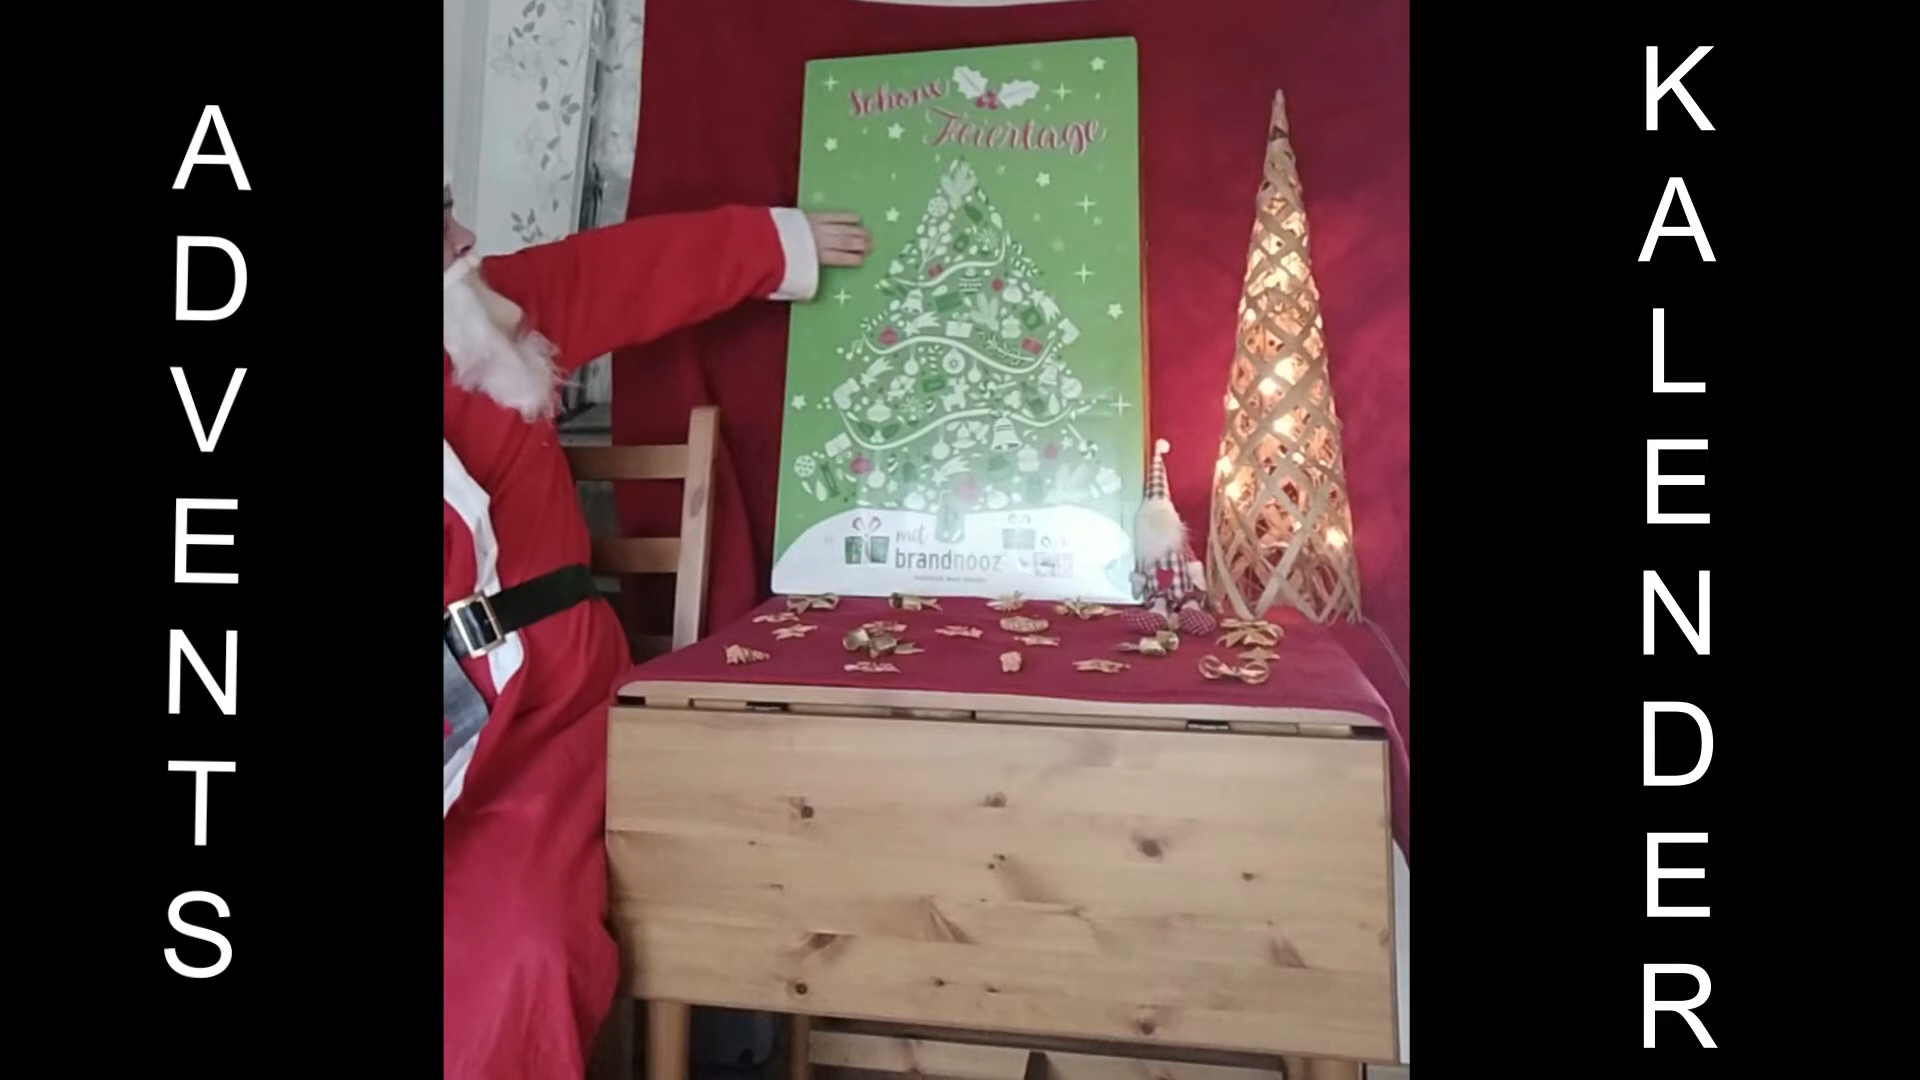 ADVENTS
Schöne
Feiertage
mit
brandnooz
KALENDER